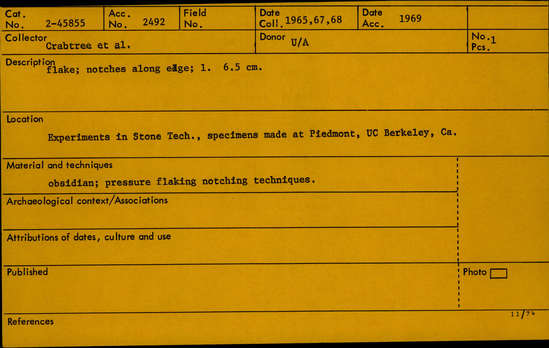 Cat. No. 2-45855 Acc. No. 2492 Field No. Date Coll. 1965,67,68 Date Acc. 1969
Collector Crabtree et al. Donor U/A No. Pcs. 1
Description flake; notches along edge; l. 6.5 cm.
Location
Experiments in Stone Tech., specimens made at Piedmont, UC Berkeley, Ca.
Material and techniques
obsidian; pressure flaking notching techniques.
Archaeological context/Associations
Attributions of dates, culture and use
Published Photo
11/74
References